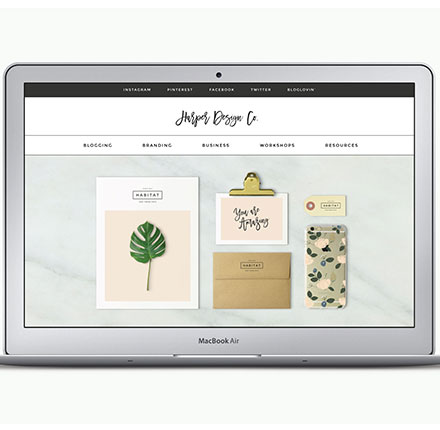 INSTAGRAM PINTEREST FACEBOOK TWITTER BLOGLOVIN
Harper Design Co.
BLOGGING BRANDING BUSINESS WORKSHOPS RESOURCES
HABITAT
You are
Amazing
HABITAT
HABITAT
MacBook Air